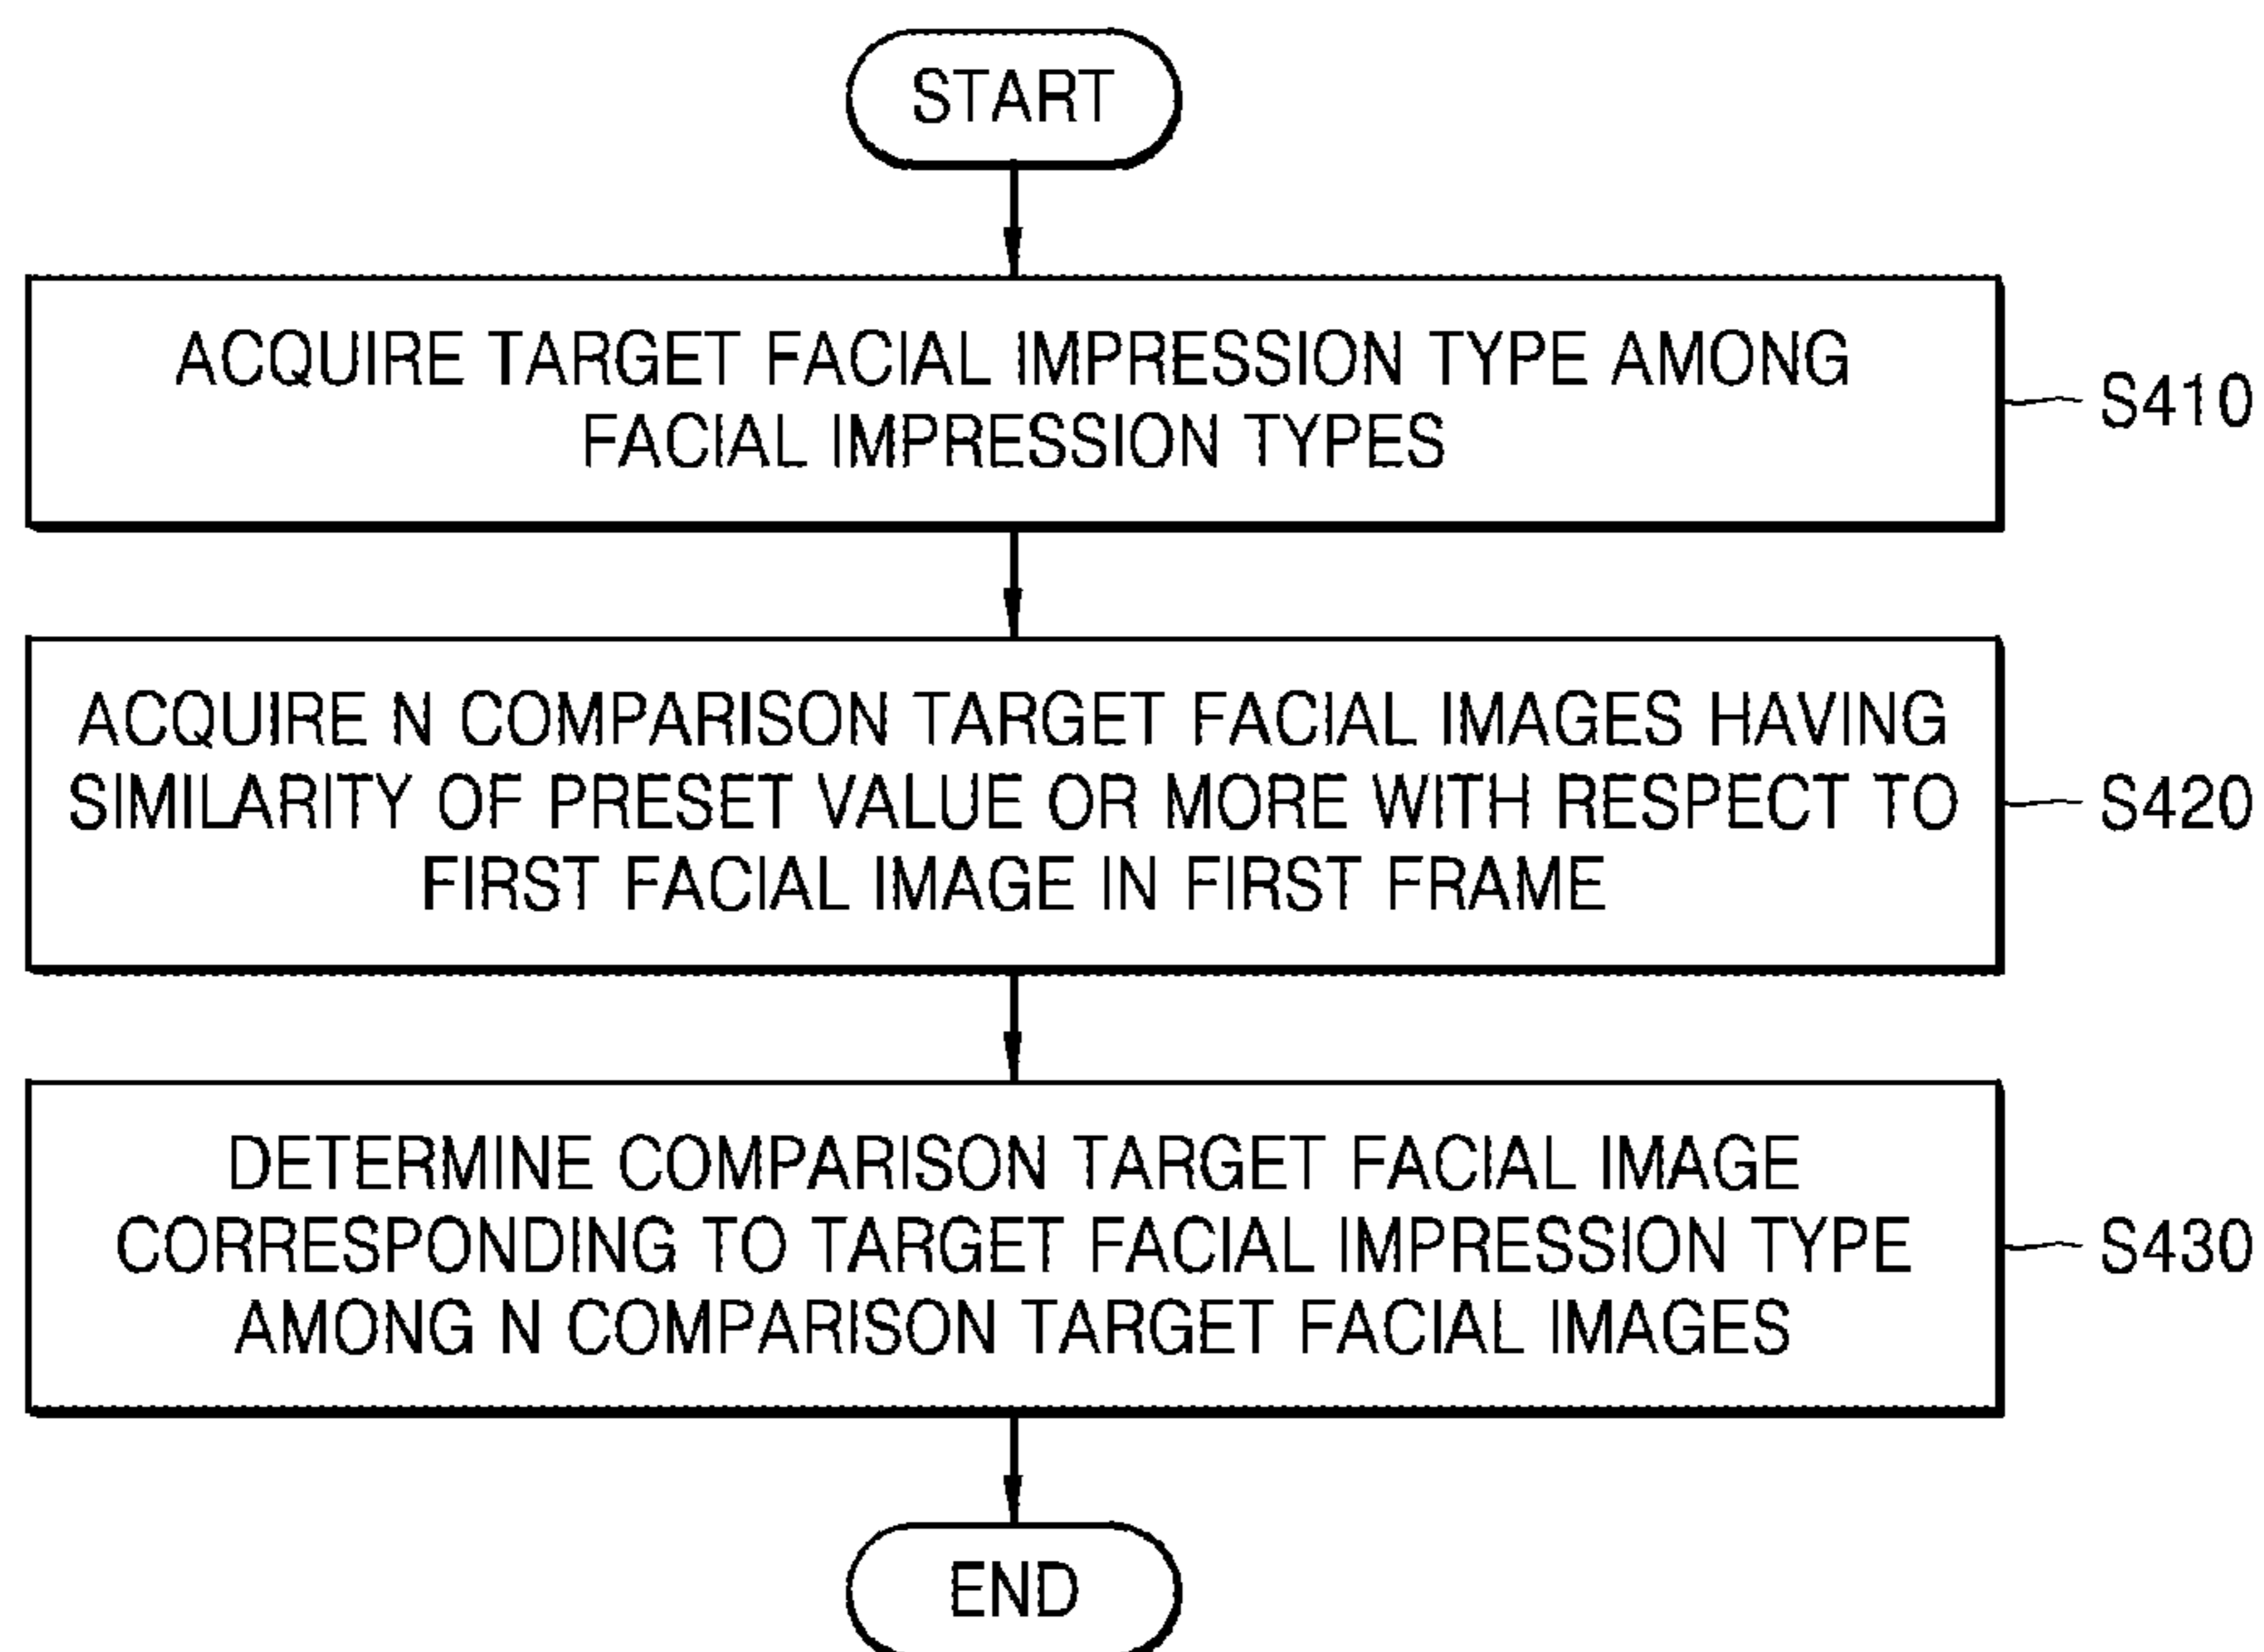 START
ACQUIRE TARGET FACIAL IMPRESSION TYPE AMONG
FACIAL IMPRESSION TYPES
S410
ACQUIRE N COMPARISON TARGET FACIAL IMAGES HAVING
SIMILARITY OF PRESET VALUE OR MORE WITH RESPECT TO
FIRST FACIAL IMAGE IN FIRST FRAME
S420
DETERMINE COMPARISON TARGET FACIAL IMAGE
CORRESPONDING TO TARGET FACIAL IMPRESSION TYPE
AMONG N COMPARISON TARGET FACIAL IMAGES
S430
END